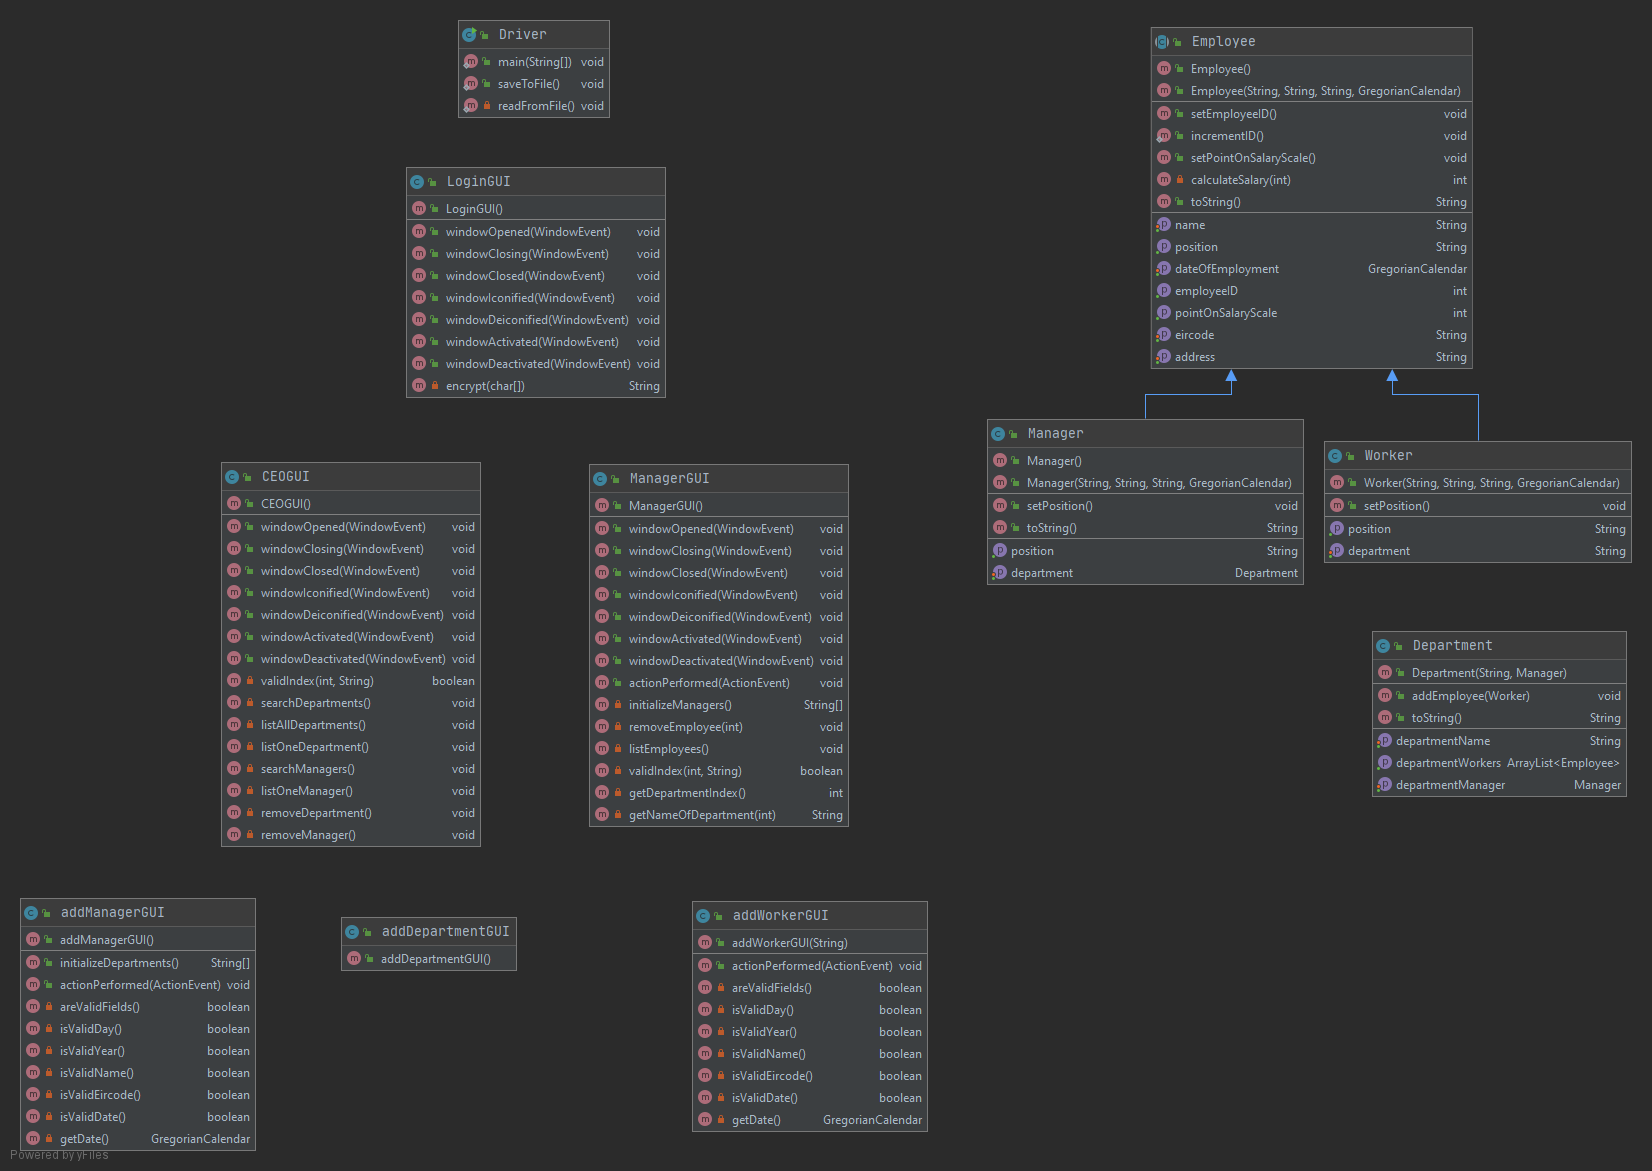 Driver
main(String[]) void
saveToFile() void
readFromFile() void
LoginGUI
LoginGUI()
windowOpened(WindowEvent) void
windowClosing(WindowEvent) void
windowClosed(WindowEvent) void
windowIconified(WindowEvent) void
windowDeiconified(WindowEvent) void
windowActivated(WindowEvent) void
windowDeactivated(WindowEvent) void
encrypt(char[]) String
Employee
Employee()
Employee(String, String, String, GregorianCalendar)
setEmployeeID() void
incrementID() void
setPointOnSalaryScale() void
calculateSalary(int) int
toString() String
name String
position String
dateOfEmployment GregorianCalendar
employeeID int
pointOnSalaryScale int
eircode String
address String
Manager
Manager()
Manager(String, String, String, GregorianCalendar)
setPosition() void
toString() String
position String
department Department
Worker
Worker(String, String, String, GregorianCalendar)
setPosition() void
position String
department String
CEOGUI
CEOGUI()
windowOpened(WindowEvent) void
windowClosing(WindowEvent) void
windowClosed(WindowEvent) void
windowIconified(WindowEvent) void
windowDeiconified(WindowEvent) void
windowActivated(WindowEvent) void
windowDeactivated(WindowEvent) void
validIndex(int, String) boolean
searchDepartments() void
listAllDepartments() void
listOneDepartment() void
searchManagers() void
listOneManager() void
removeDepartment() void
removeManager() void
ManagerGUI
ManagerGUI()
windowOpened(WindowEvent) void
windowClosing(WindowEvent) void
windowClosed(WindowEvent) void
windowIconified(WindowEvent) void
windowDeiconified(WindowEvent) void
windowActivated(WindowEvent) void
windowDeactivated(WindowEvent) void
actionPerformed(ActionEvent) void
initializeManagers() String[]
removeEmployee(int) void
listEmployees() void
validIndex(int, String) boolean
getDepartmentIndex() int
getNameOfDepartment(int) String
Department
Department(String, Manager)
addEmployee(Worker) void
toString() String
departmentName String
departmentWorkers ArrayList<Employee>
departmentManager Manager
addManagerGUI
addManagerGUI()
initializeDepartments() String[]
actionPerformed(ActionEvent) void
areValidFields() boolean
isValidDay() boolean
isValidYear() boolean
isValidName() boolean
isValidEircode() boolean
isValidDate() boolean
getDate() GregorianCalendar
addDepartmentGUI
addDepartmentGUI()
addWorkerGUI
addWorkerGUI(String)
actionPerformed(ActionEvent) void
areValidFields() boolean
isValidDay() boolean
isValidYear() boolean
isValidName() boolean
isValidEircode() boolean
isValidDate() boolean
getDate() GregorianCalendar
Powered by yFiles